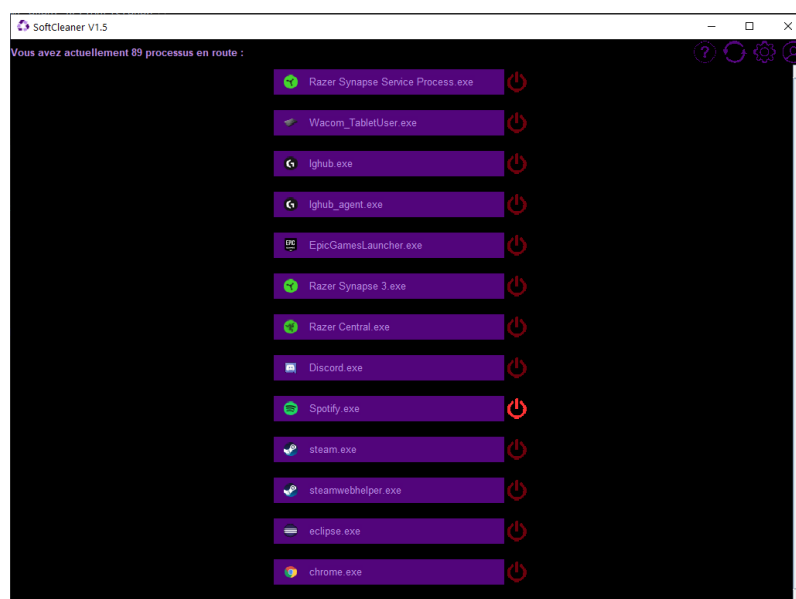 SoftCleaner V1.5
Vous avez actuellement 89 processus en route :
?
Razer Synapse Service Process.exe
Wacom_TabletUser.exe
lghub.exe
lghub_agent.exe
EPIC
EpicGamesLauncher.exe
Razer Synapse 3.exe
Razer Central.exe
Discord.exe
Spotify.exe
steam.exe
steamwebhelper.exe
eclipse.exe
chrome.exe